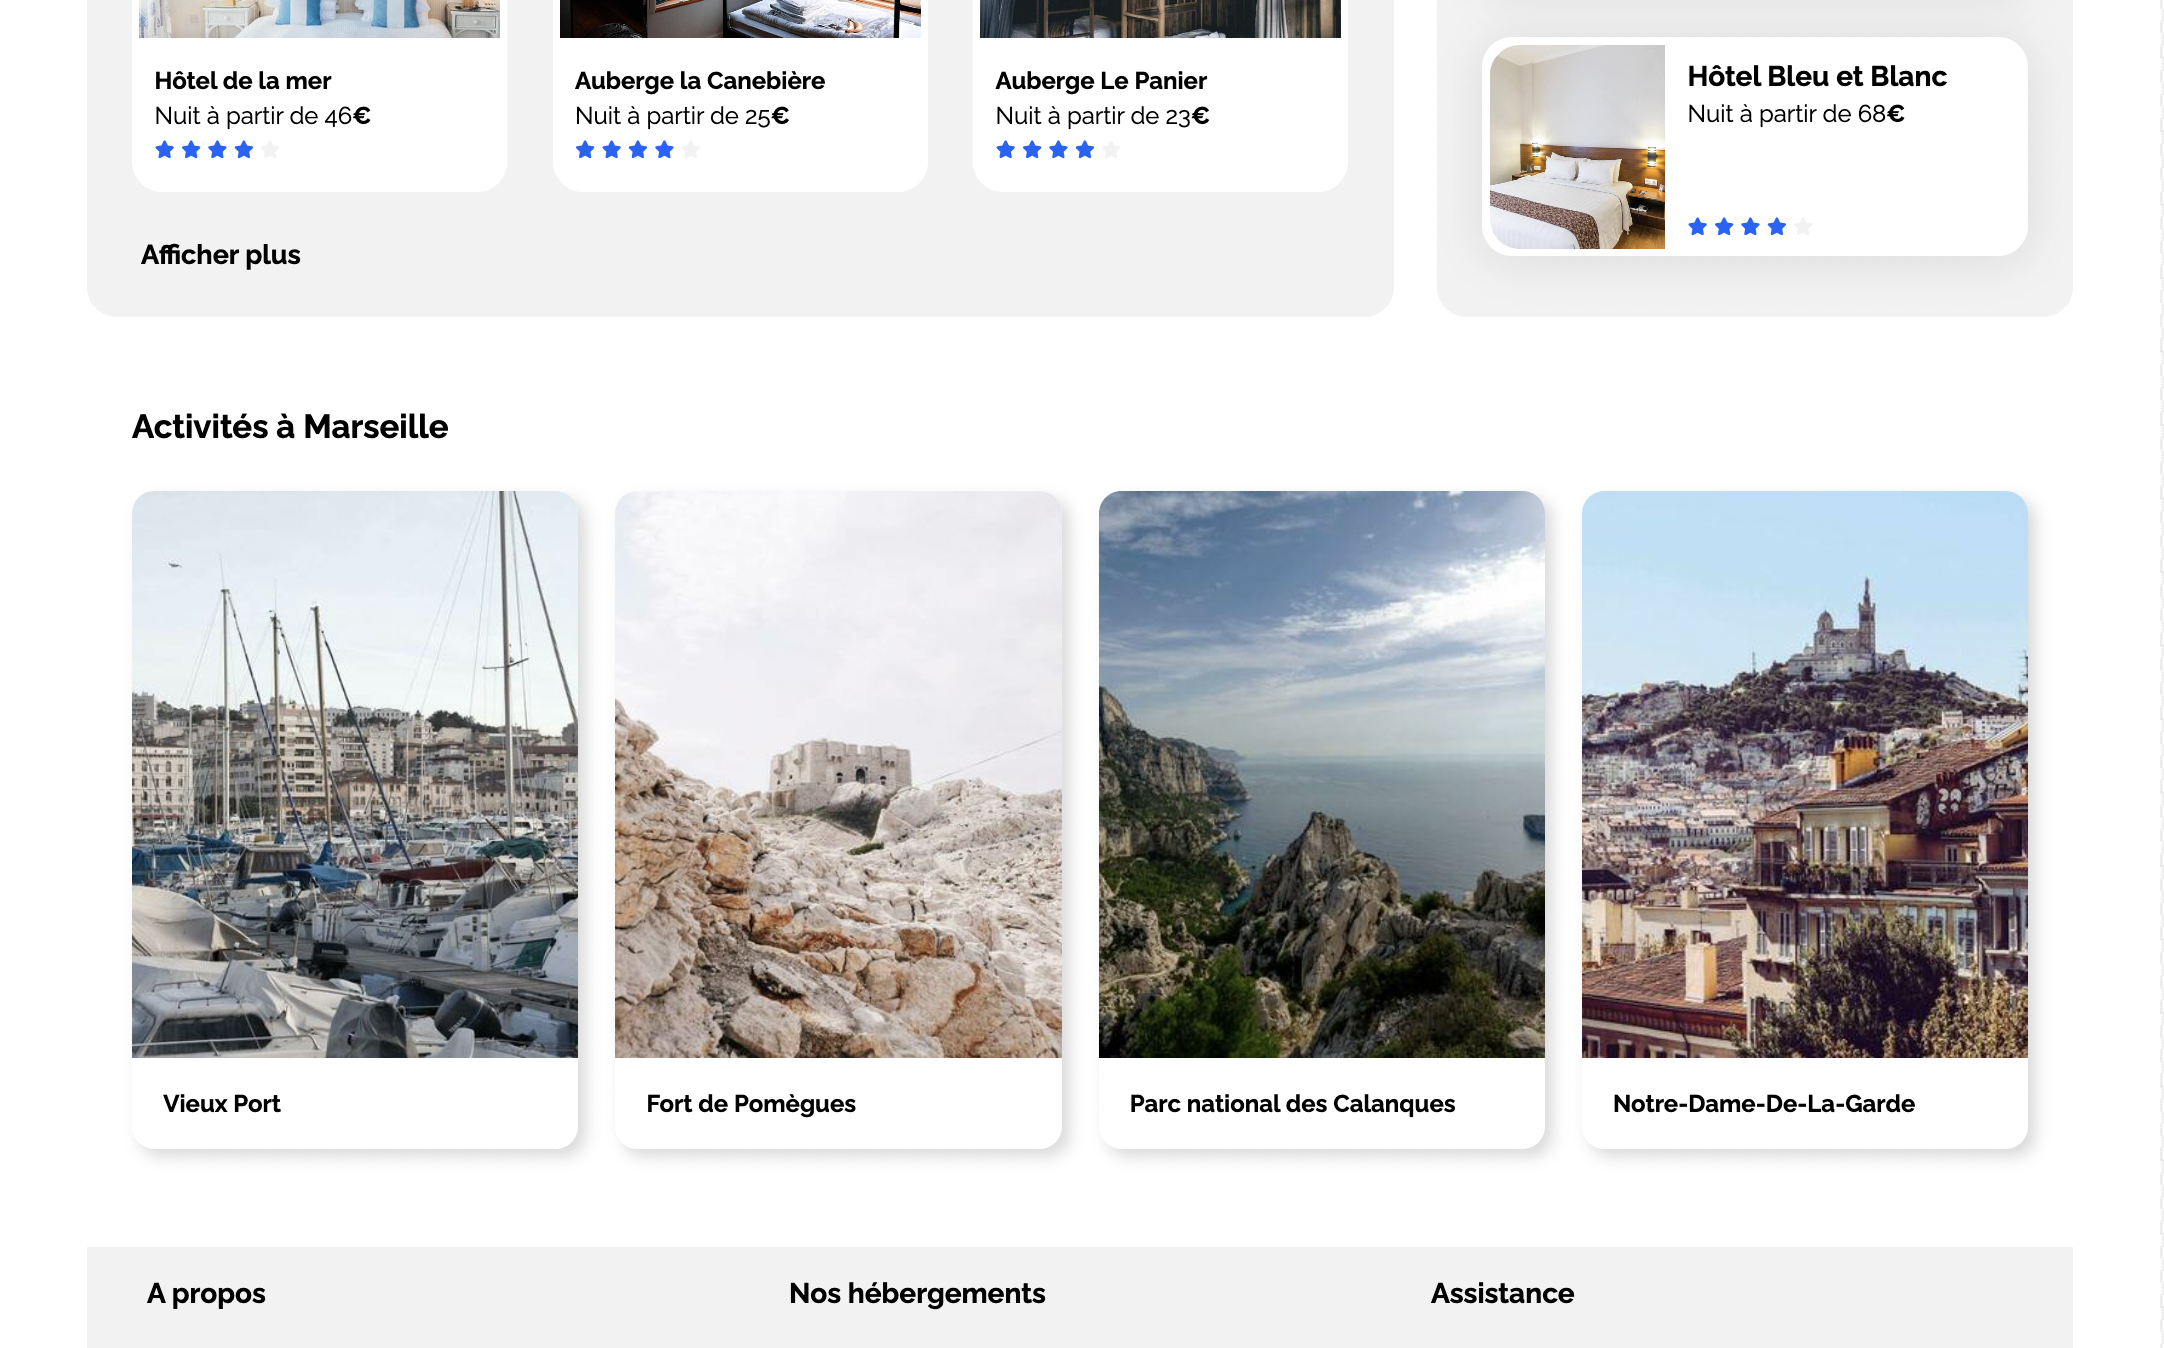 Hôtel de la mer
Nuit à partir de 46€
Auberge la Canebière
Nuit à partir de 25€
Auberge Le Panier
Nuit à partir de 23€
Afficher plus
Hôtel Bleu et Blanc
Nuit à partir de 68€
Activités à Marseille
Vieux Port
Fort de Pomègues
Parc national des Calanques
Notre-Dame-De-La-Garde
A propos
Nos hébergements
Assistance